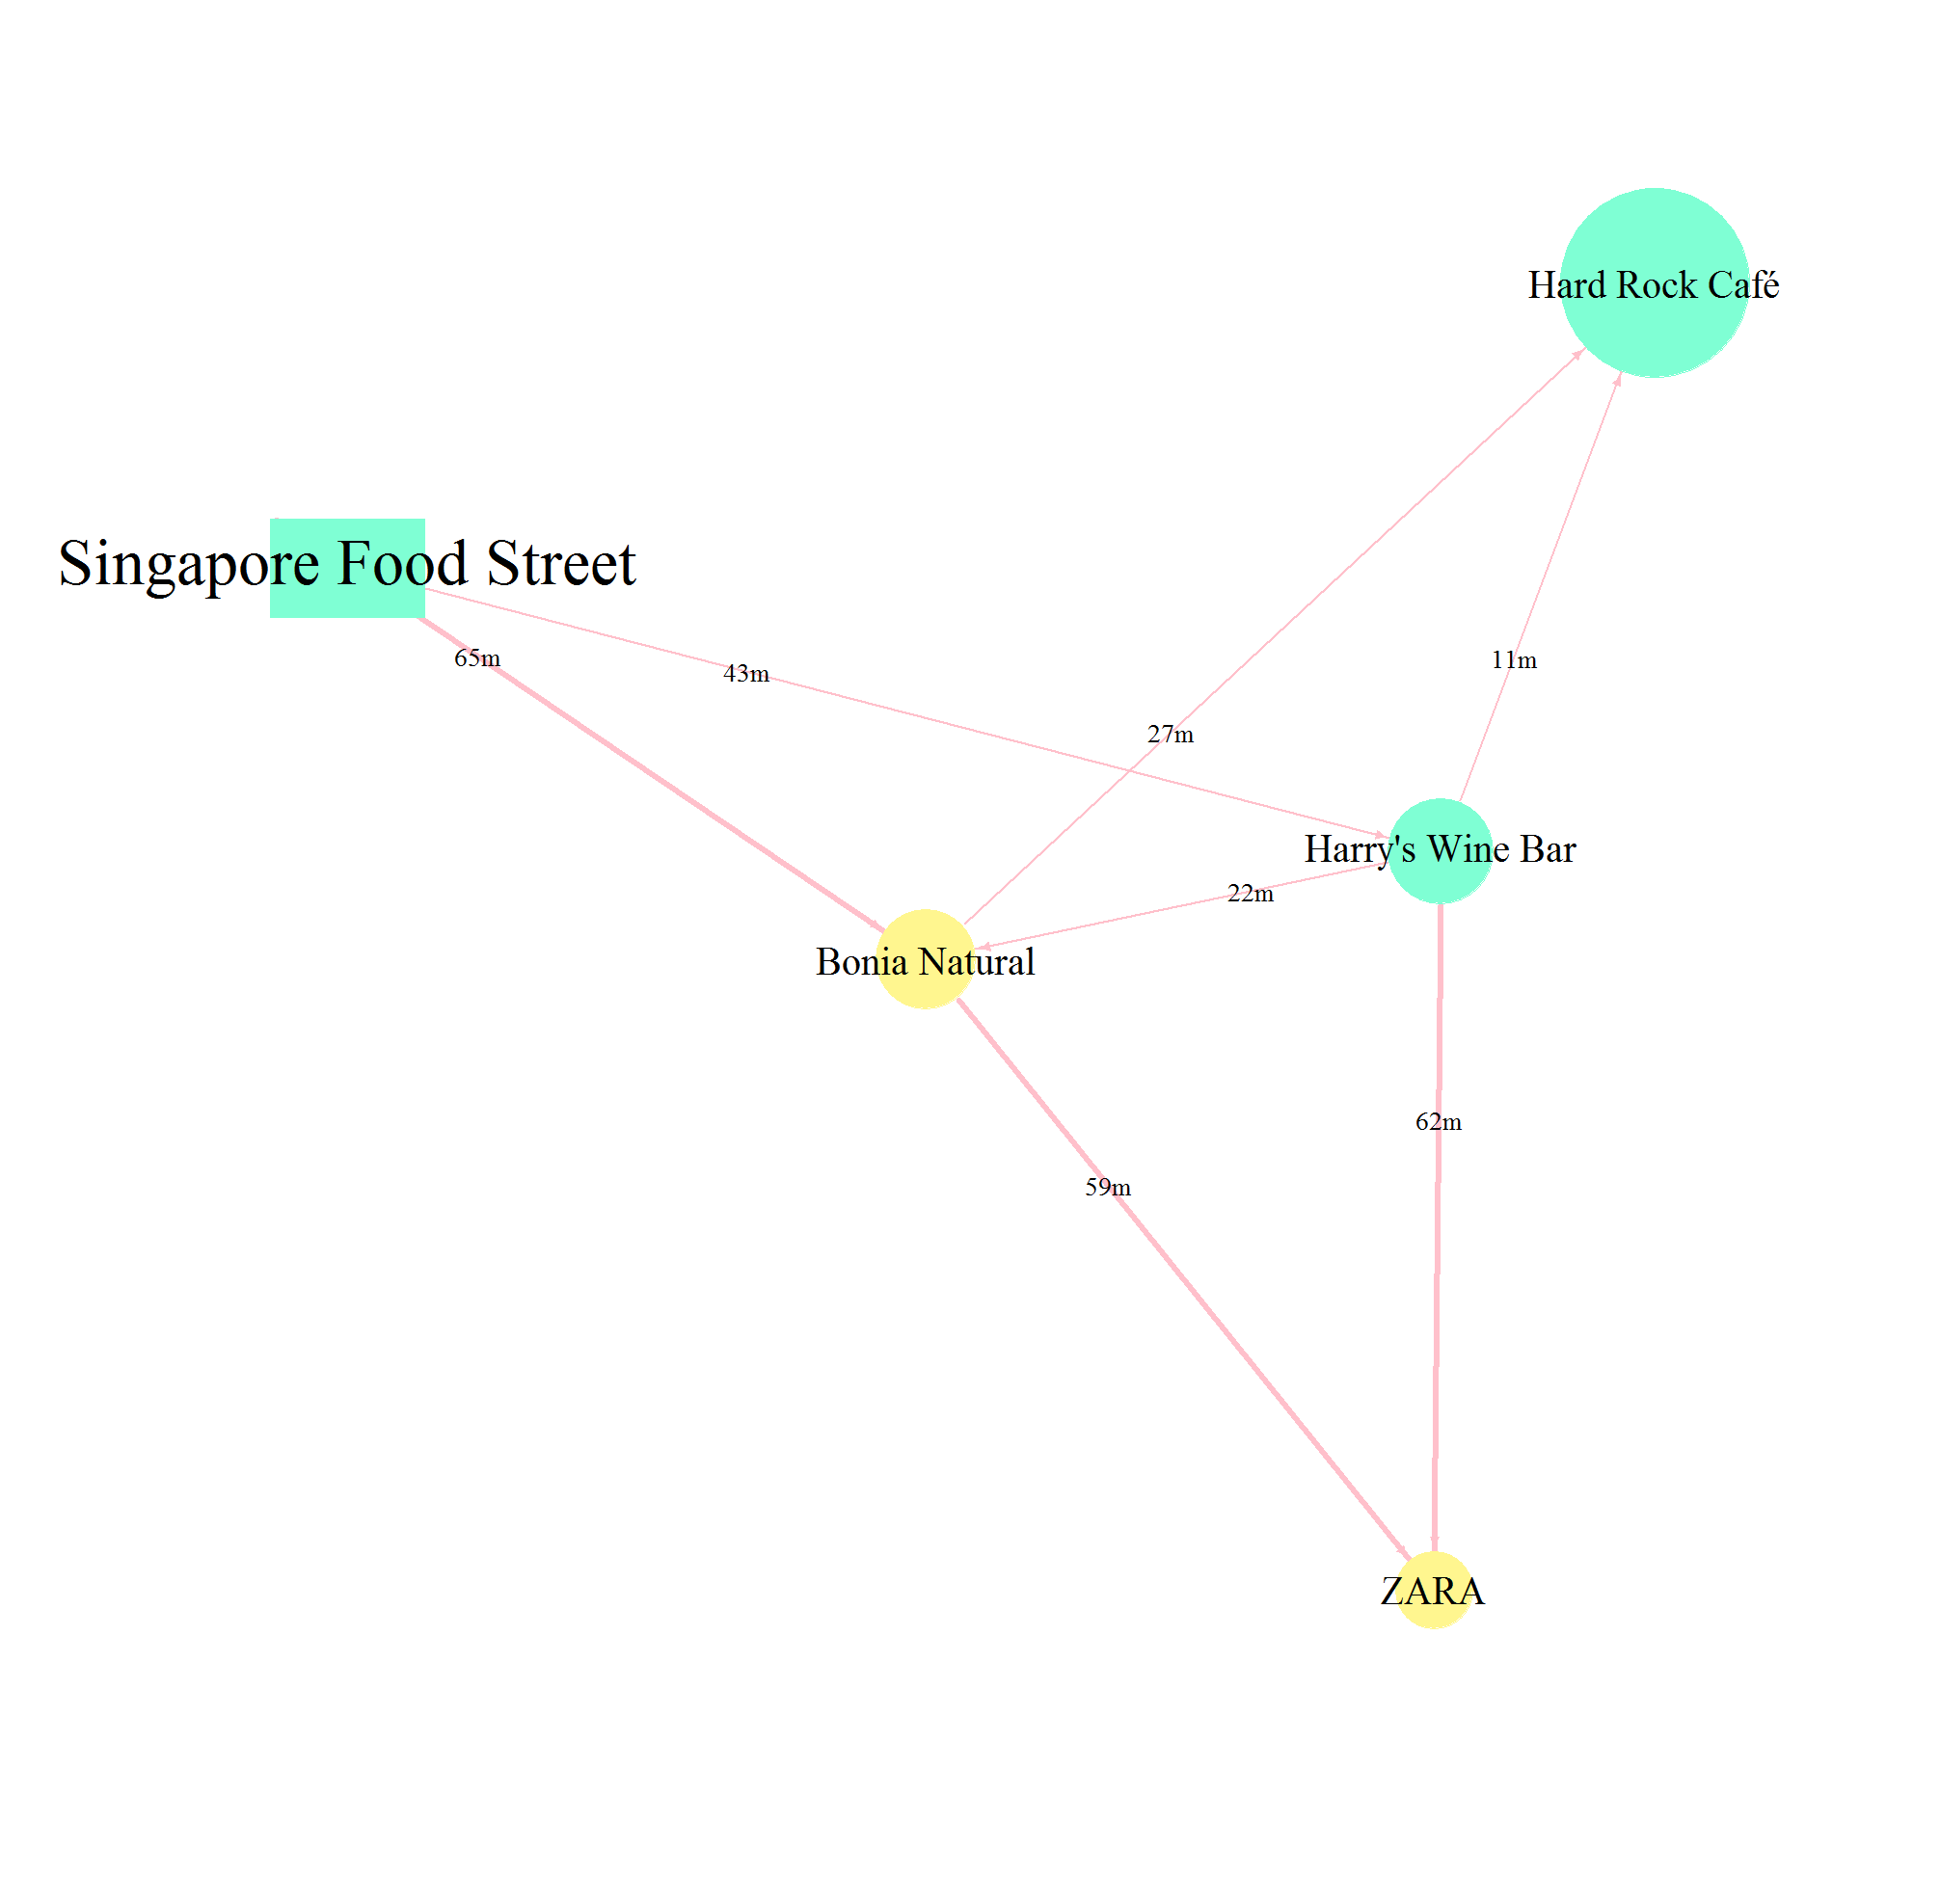 Hard Rock Café
Singapore Food Street
65m
43m
11m
27m
Harry's Wine Bar
22m
Bonia Natural
62m
59m
ZARA